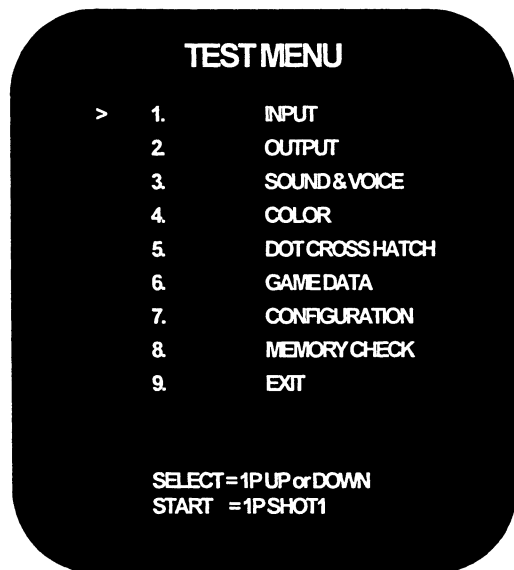 TEST MENU
> 1. INPUT
2. OUTPUT
3. SOUND & VOICE
4. COLOR
5. DOT CROSS HATCH
6. GAME DATA
7. CONFIGURATION
8. MEMORY CHECK
9. EXIT
SELECT = 1P UP or DOWN
START = 1P SHOT1